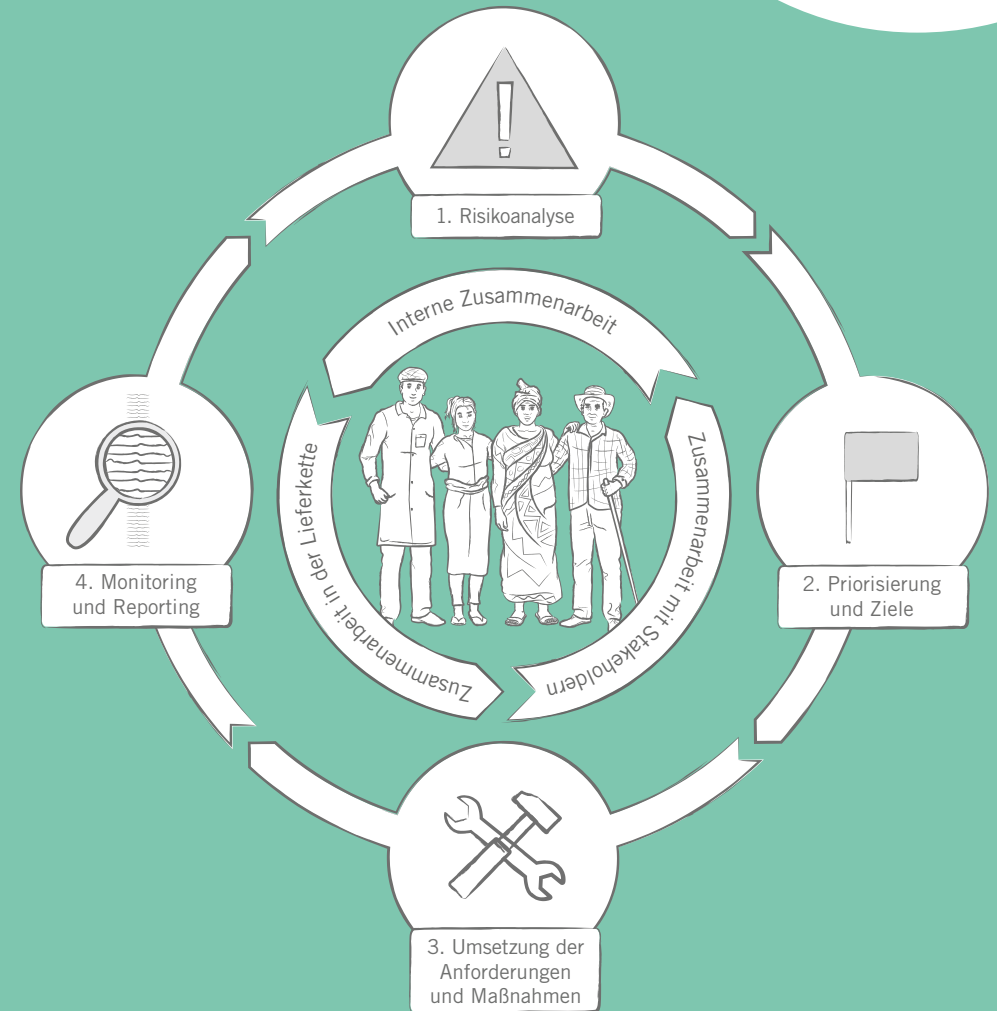 1. Risikoanalyse
Interne Zusammenarbeit
Zusammenarbeit mit Stakeholdern
Zusammenarbeit in der Lieferkette
2. Priorisierung
und Ziele
3. Umsetzung der
Anforderungen
und Maßnahmen
4. Monitoring
und Reporting